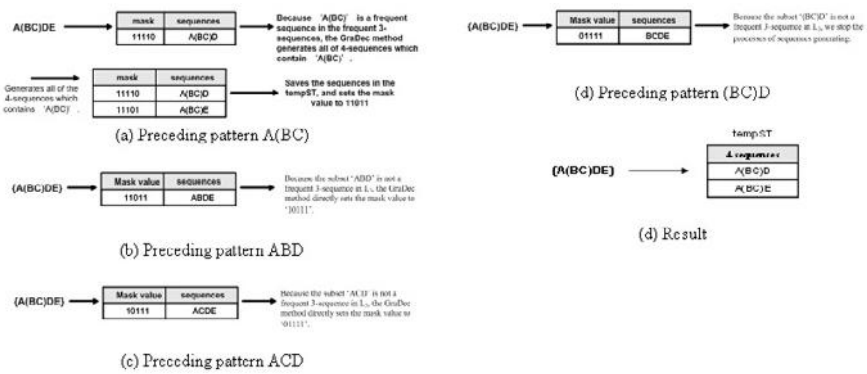 A(BC)DE
mask sequences
11110 A(BC)D
Because 'A(BC)' is a frequent
sequence in the frequent 3-
sequences, the GraDec method
generates all of 4-sequences which
contain 'A(BC)'.
Generates all of the
4-sequences which
contains 'A(BC)'.
mask sequences
11110 A(BC)D
11101 A(BC)E
Saves the sequences in the
tempST, and sets the mask
value to 11011
(a) Preceding pattern A(BC)
{A(BC)DE}
Mask value sequences
11011 ABDE
Because the subset 'ABD' is not a
frequent 3-sequence in L3, the GraDec
method directly sets the mask value to
'10111'.
(b) Preceding pattern ABD
{A(BC)DE}
Mask value sequences
10111 ACDE
Because the subset 'ACD' is not a
frequent 3-sequence in L3, the GraDec
method directly sets the mask value to
'01111'.
(c) Preceding pattern ACD
{A(BC)DE}
Mask value sequences
01111 BCDE
Because the subset '(BC)D' is not a
frequent 3-sequence in L3, we stop the
processes of sequences generating.
(d) Preceding pattern (BC)D
tempST
{A(BC)DE}
4-sequences
A(BC)D
A(BC)E
(d) Result